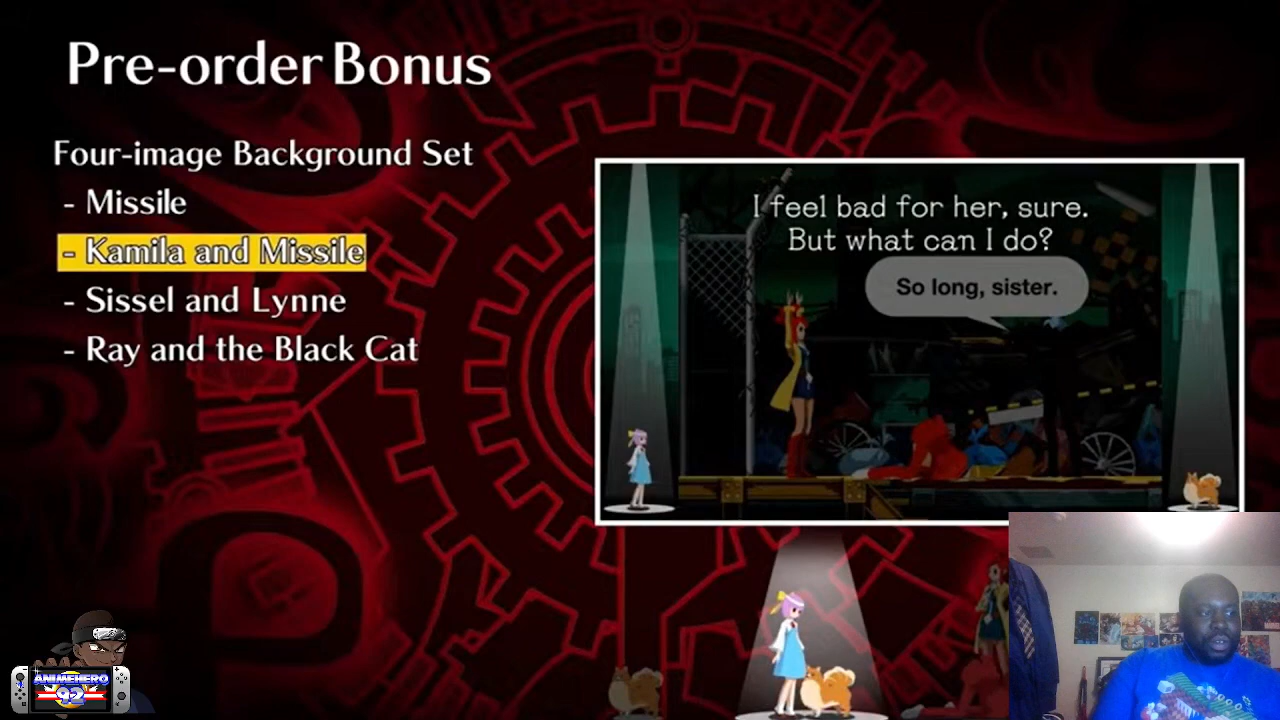 Pre-order Bonus
Four-image Background Set
- Missile
- Kamila and Missile
- Sissel and Lynne
- Ray and the Black Cat
I feel bad for her, sure.
But what can I do?
So long, sister.
ANIMEHERO
92